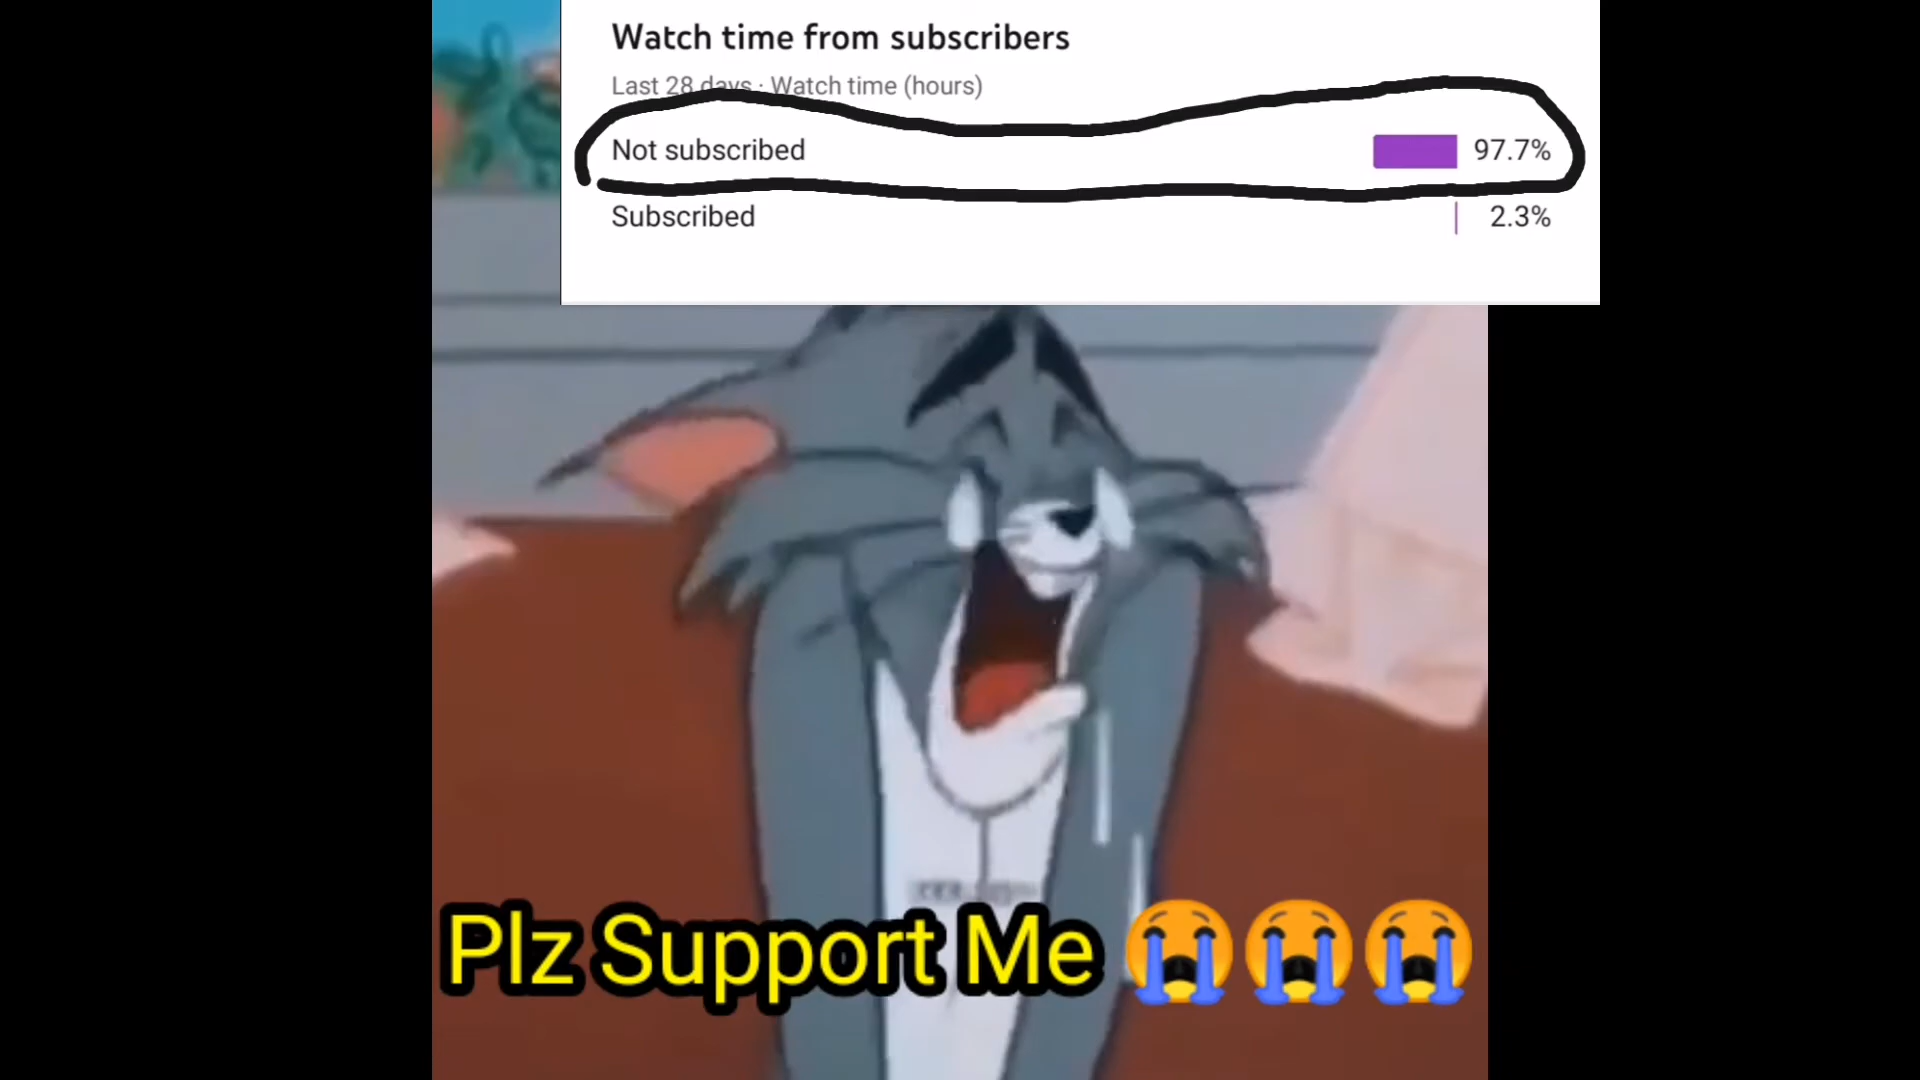 Watch time from subscribers
Last 28 days · Watch time (hours)
Not subscribed 97.7%
Subscribed 2.3%
Plz Support Me 😭😭😭